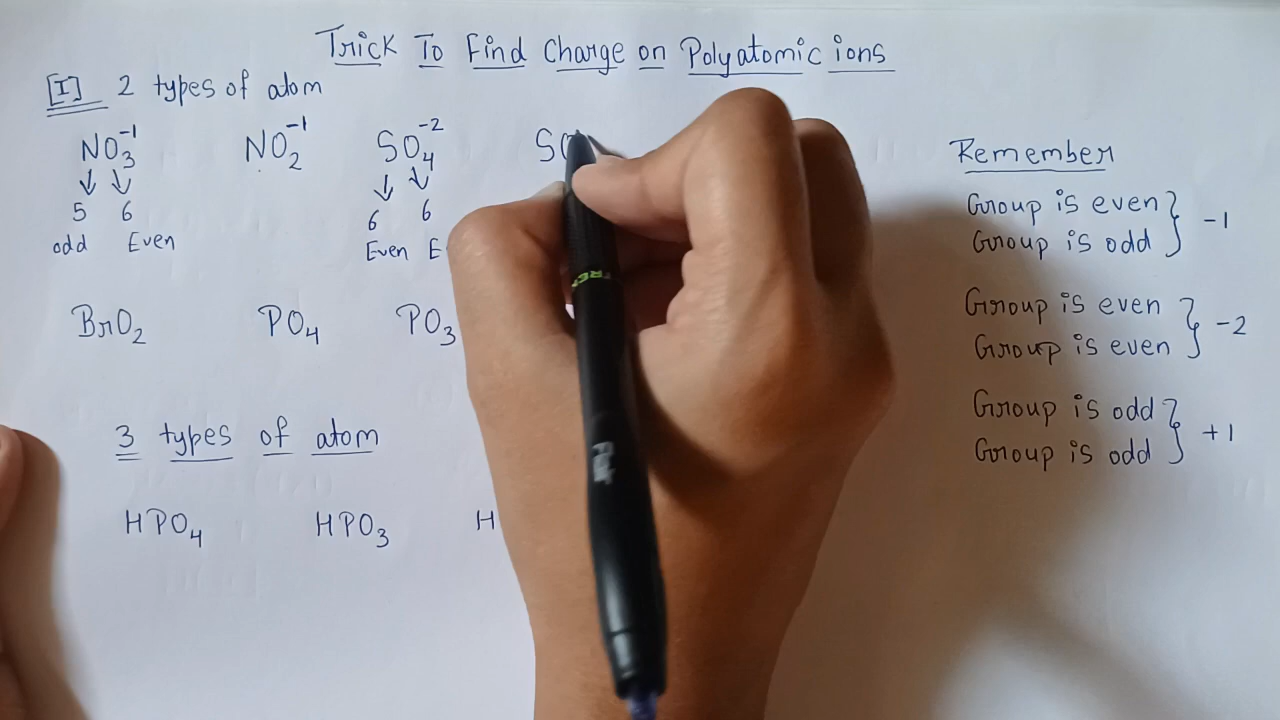 Trick To Find Charge on Polyatomic ions
[I] 2 types of atom
NO₃⁻¹ NO₂⁻¹ SO₄⁻² SO
↓ ↓ ↓ ↓
5 6 6 6
odd Even Even E
BrO₂ PO₄ PO₃
3 types of atom
HPO₄ HPO₃ H
Remember
Group is even
Group is odd } -1
Group is even
Group is even } -2
Group is odd
Group is odd } +1
Flair